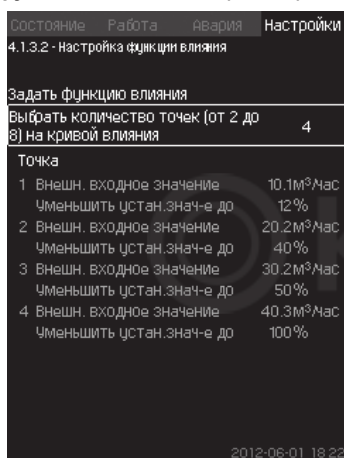 Состояние Работа Авария Настройки
4.1.3.2 - Настройка функции влияния
Задать функцию влияния
Выбрать количество точек (от 2 до
8) на кривой влияния 4
Точка
1 Внешн. входное значение 10.1м³/час
Уменьшить устан.знач-е до 12%
2 Внешн. входное значение 20.2м³/час
Уменьшить устан.знач-е до 40%
3 Внешн. входное значение 30.2м³/час
Уменьшить устан.знач-е до 50%
4 Внешн. входное значение 40.3м³/час
Уменьшить устан.знач-е до 100%
2012-06-01 18:22